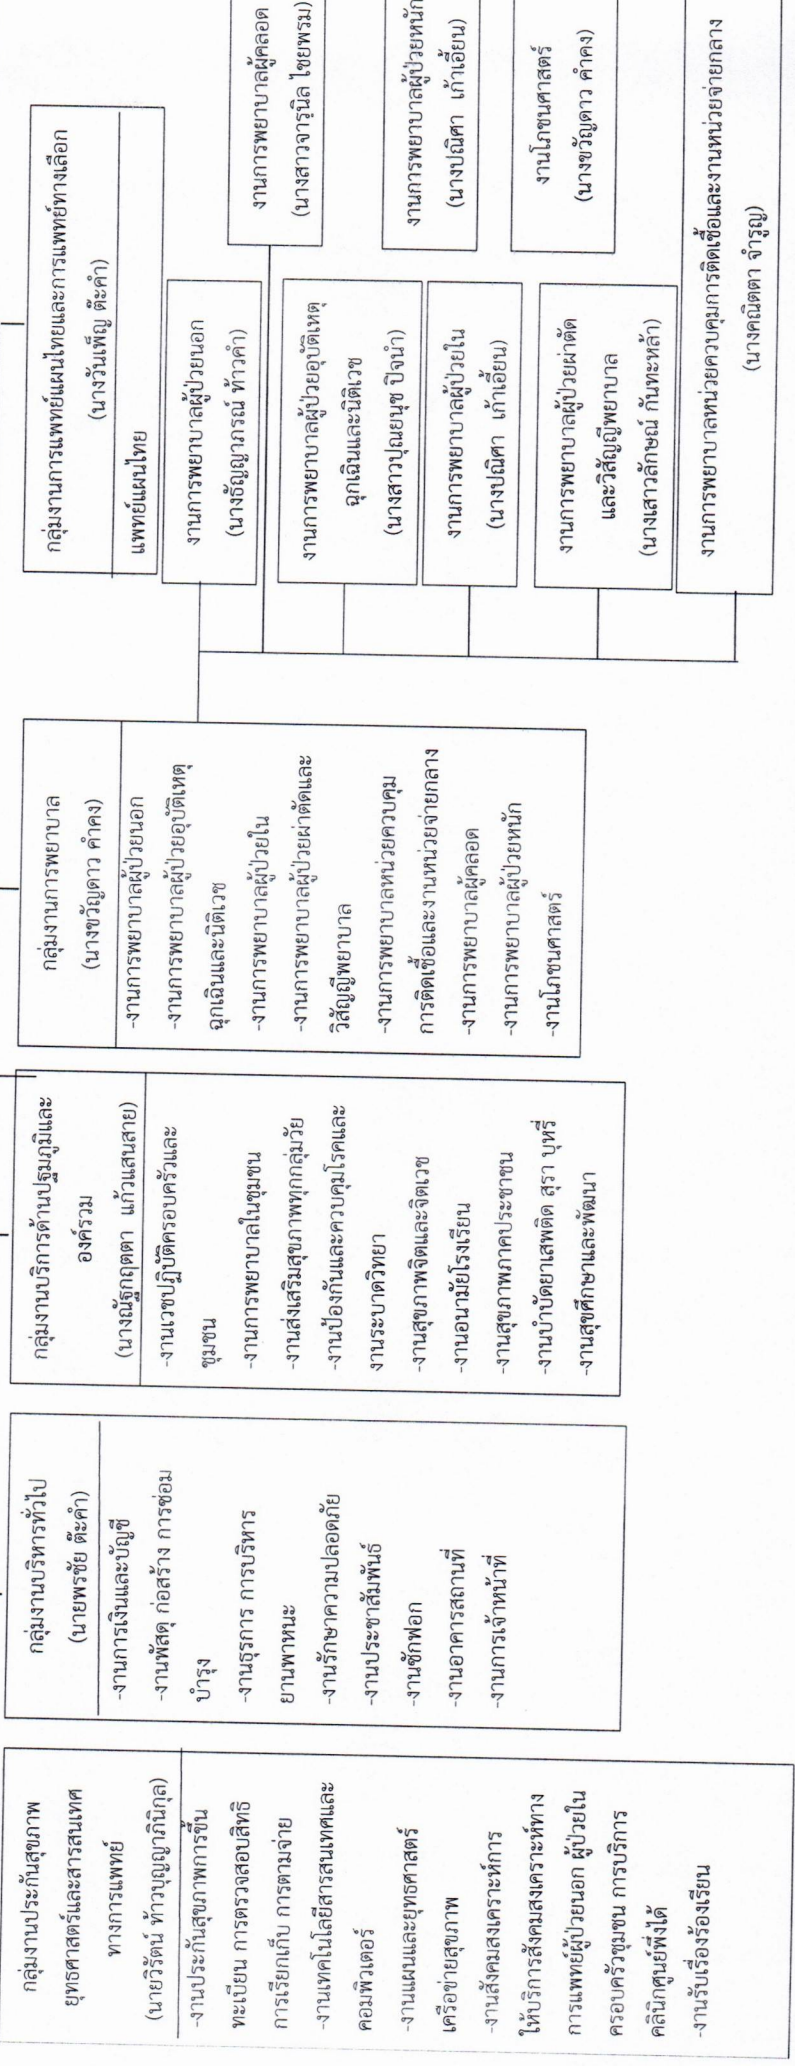 กลุ่มงานประกันสุขภาพ
ยุทธศาสตร์และสารสนเทศ
ทางการแพทย์
(นายวิรัตน์ ท้าวบุญญาภินิกุล)
-งานประกันสุขภาพการขึ้น
ทะเบียน การตรวจสอบสิทธิ
การเรียกเก็บ การตามจ่าย
-งานเทคโนโลยีสารสนเทศและ
คอมพิวเตอร์
-งานแผนและยุทธศาสตร์
เครือข่ายสุขภาพ
-งานสังคมสงเคราะห์การ
ให้บริการสังคมสงเคราะห์ทาง
การแพทย์ผู้ป่วยนอก ผู้ป่วยใน
ครอบครัวชุมชน การบริการ
คลินิกศูนย์พึ่งได้
-งานรับเรื่องร้องเรียน
กลุ่มงานบริหารทั่วไป
(นายพรชัย ต๊ะคำ)
-งานการเงินและบัญชี
-งานพัสดุ ก่อสร้าง การซ่อม
บำรุง
-งานธุรการ การบริหาร
ยานพาหนะ
-งานรักษาความปลอดภัย
-งานประชาสัมพันธ์
-งานซักฟอก
-งานอาคารสถานที่
-งานการเจ้าหน้าที่
กลุ่มงานบริการด้านปฐมภูมิและ
องค์รวม
(นางณัฐกฤตตา แก้วแสนสาย)
-งานเวชปฏิบัติครอบครัวและ
ชุมชน
-งานการพยาบาลในชุมชน
-งานส่งเสริมสุขภาพทุกกลุ่มวัย
-งานป้องกันและควบคุมโรคและ
งานระบาดวิทยา
-งานสุขภาพจิตและจิตเวช
-งานอนามัยโรงเรียน
-งานสุขภาพภาคประชาชน
-งานบำบัดยาเสพติด สุรา บุหรี่
-งานสุขศึกษาและพัฒนา
กลุ่มงานการพยาบาล
(นางขวัญดาว คำคง)
-งานการพยาบาลผู้ป่วยนอก
-งานการพยาบาลผู้ป่วยอุบัติเหตุ
ฉุกเฉินและนิติเวช
-งานการพยาบาลผู้ป่วยใน
-งานการพยาบาลผู้ป่วยผ่าตัดและ
วิสัญญีพยาบาล
-งานการพยาบาลหน่วยควบคุม
การติดเชื้อและงานหน่วยจ่ายกลาง
-งานการพยาบาลผู้คลอด
-งานการพยาบาลผู้ป่วยหนัก
-งานโภชนศาสตร์
กลุ่มงานการแพทย์แผนไทยและการแพทย์ทางเลือก
(นางวันเพ็ญ ต๊ะคำ)
แพทย์แผนไทย
งานการพยาบาลผู้ป่วยนอก
(นางธัญญาภรณ์ ท้าวคำ)
งานการพยาบาลผู้คลอด
(นางสาวจารุนิล ไชยพรม)
งานการพยาบาลผู้ป่วยอุบัติเหตุ
ฉุกเฉินและนิติเวช
(นางสาวปุณยนุช ปิจนำ)
งานการพยาบาลผู้ป่วยหนัก
(นางปณิศา เก้าเอี้ยน)
งานการพยาบาลผู้ป่วยใน
(นางปณิศา เก้าเอี้ยน)
งานโภชนศาสตร์
(นางขวัญดาว คำคง)
งานการพยาบาลผู้ป่วยผ่าตัด
และวิสัญญีพยาบาล
(นางเสาวลักษณ์ กันทะหล้า)
งานการพยาบาลหน่วยควบคุมการติดเชื้อและงานหน่วยจ่ายกลาง
(นางคณิตตา จำรูญ)